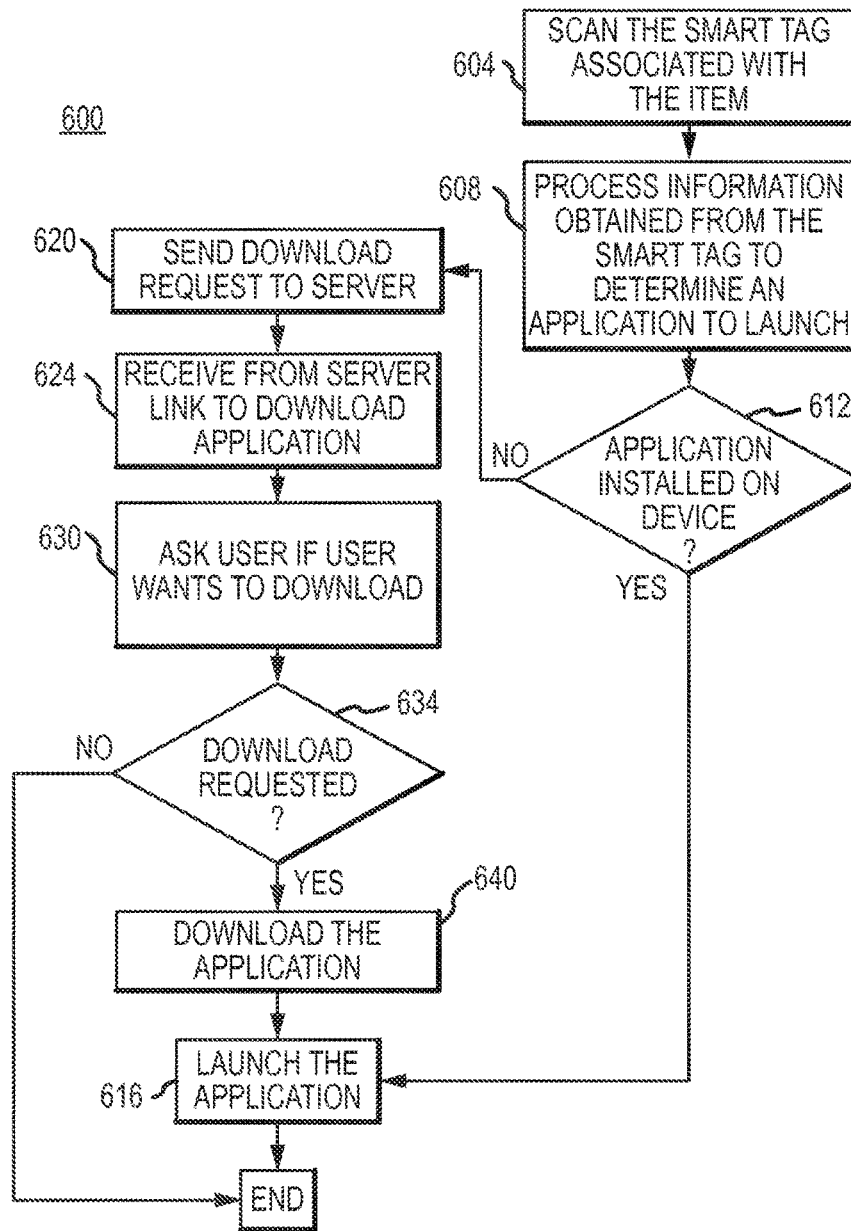 600
604
SCAN THE SMART TAG
ASSOCIATED WITH
THE ITEM
608
PROCESS INFORMATION
OBTAINED FROM THE
SMART TAG TO
DETERMINE AN
APPLICATION TO LAUNCH
612
APPLICATION
INSTALLED ON
DEVICE
?
NO
YES
620
SEND DOWNLOAD
REQUEST TO SERVER
624
RECEIVE FROM SERVER
LINK TO DOWNLOAD
APPLICATION
630
ASK USER IF USER
WANTS TO DOWNLOAD
634
DOWNLOAD
REQUESTED
?
NO
YES
640
DOWNLOAD THE
APPLICATION
616
LAUNCH THE
APPLICATION
END